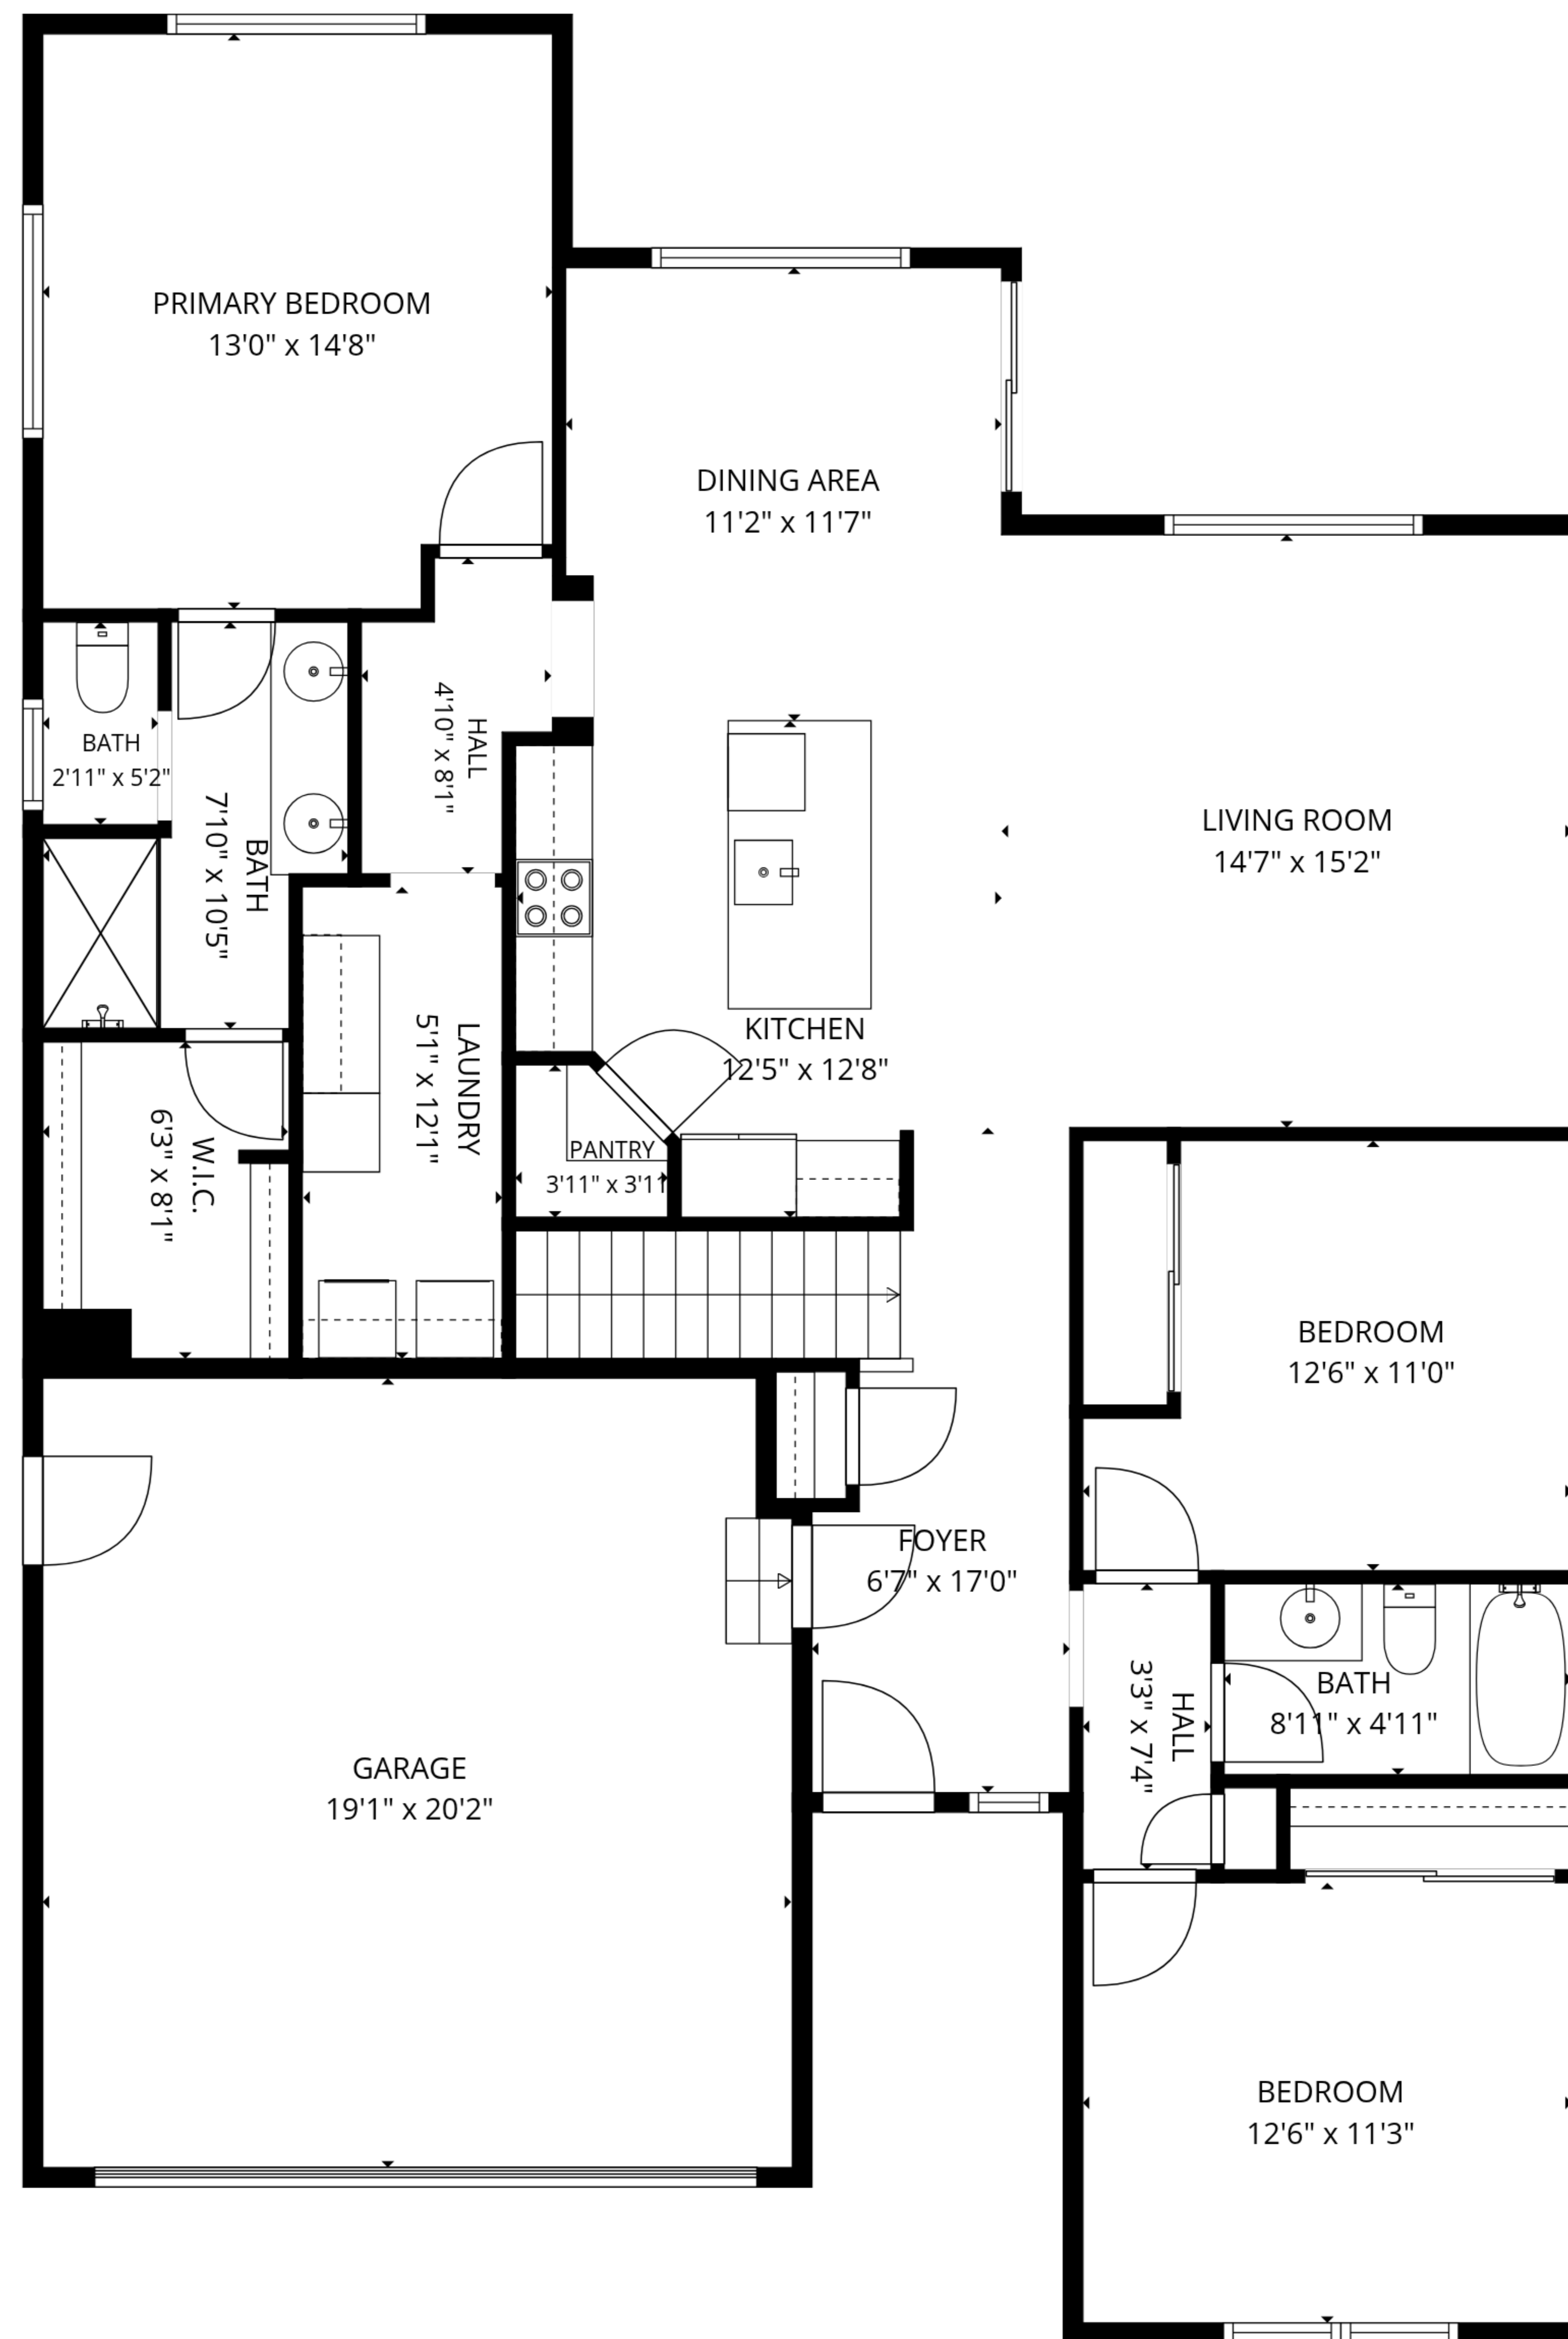 PRIMARY BEDROOM
13'0" x 14'8"
DINING AREA
11'2" x 11'7"
HALL
4'10" x 8'1"
BATH
2'11" x 5'2"
BATH
7'10" x 10'5"
LIVING ROOM
14'7" x 15'2"
KITCHEN
12'5" x 12'8"
LAUNDRY
5'1" x 12'1"
W.I.C.
6'3" x 8'1"
PANTRY
3'11" x 3'11
BEDROOM
12'6" x 11'0"
FOYER
6'7" x 17'0"
HALL
3'3" x 7'4"
BATH
8'11" x 4'11"
GARAGE
19'1" x 20'2"
BEDROOM
12'6" x 11'3"